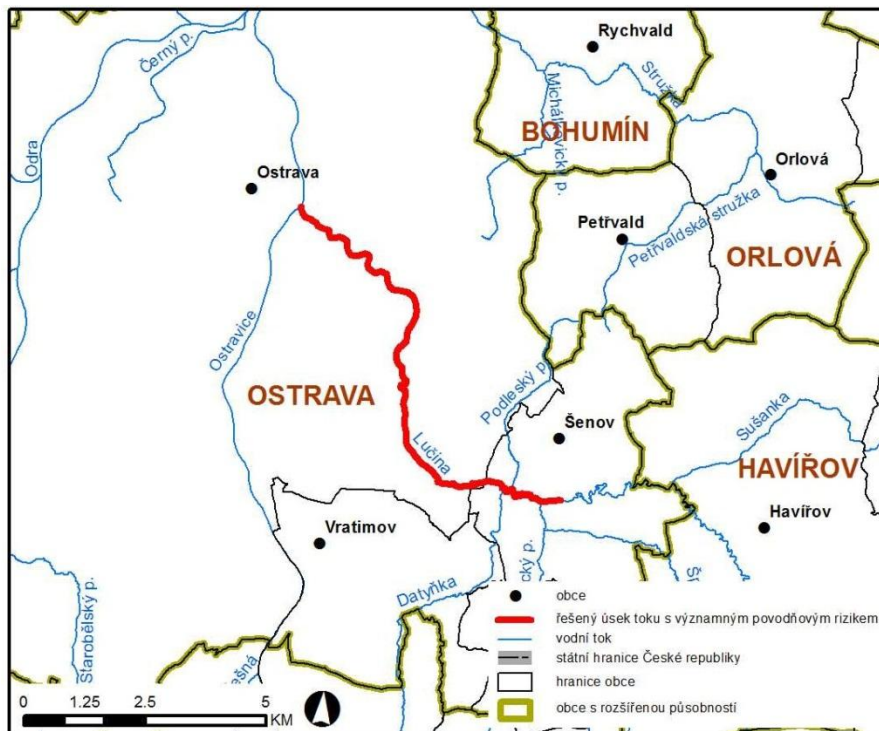 Rychvald
Černý p.
Stružka
Michálkovický p.
BOHUMÍN
Odra
Ostrava
Orlová
Petřvald
Petřvaldská stružka
ORLOVÁ
Ostravice
OSTRAVA
Podleský p.
Šenov
Sušanka
Lučina
HAVÍŘOV
Havířov
Vratimov
Datyňka
cký p.
Starobělský p.
ešná
obce
řešený úsek toku s významným povodňovým rizikem
vodní tok
státní hranice České republiky
hranice obce
obce s rozšířenou působností
0 1.25 2.5 5
KM